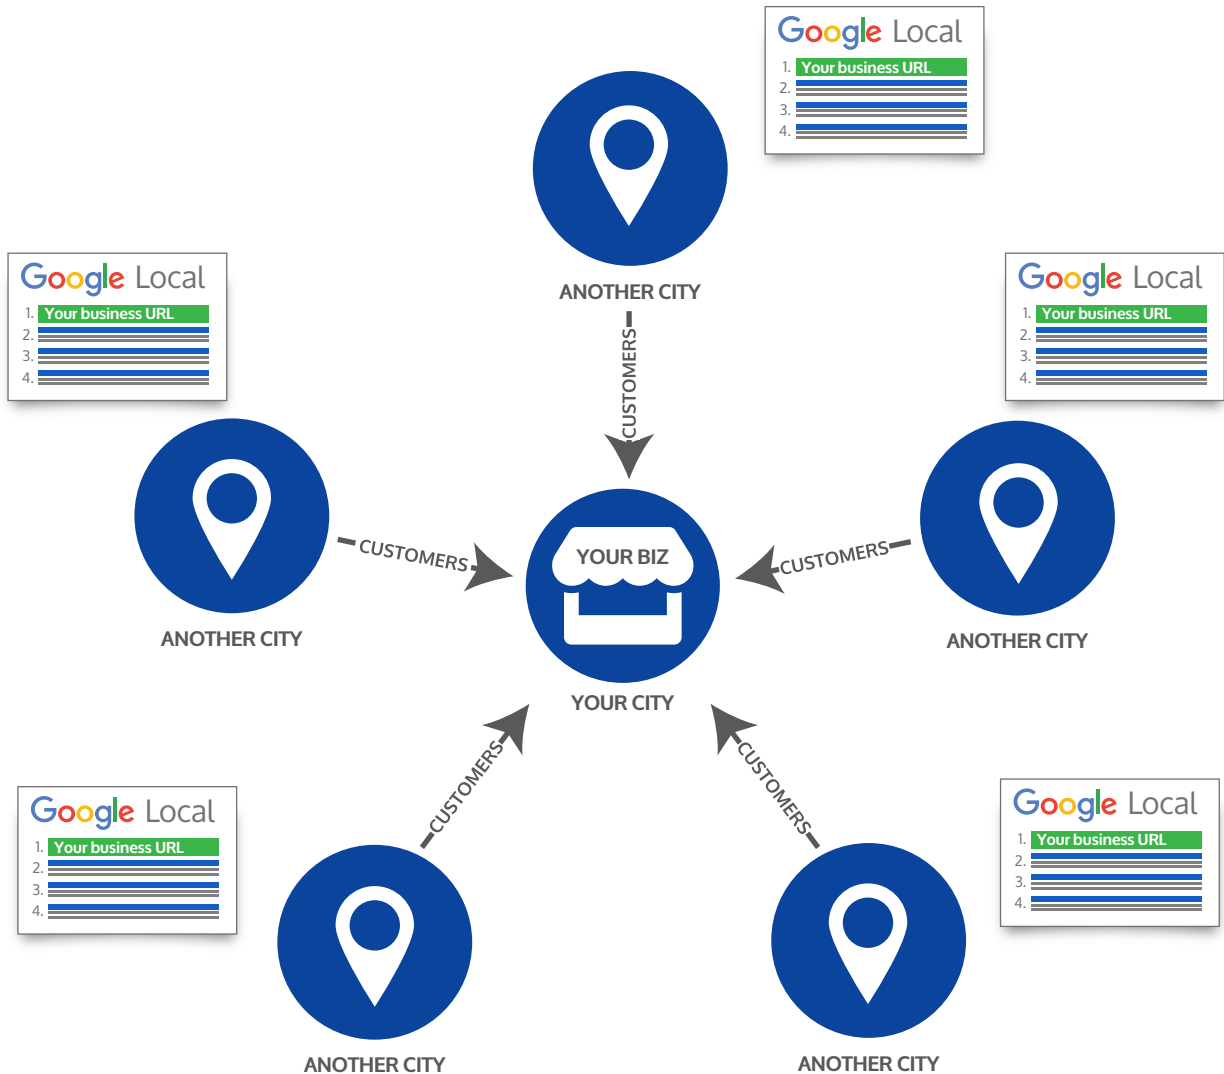 Google Local
1. Your business URL
2.
3.
4.
ANOTHER CITY
CUSTOMERS
Google Local
1. Your business URL
2.
3.
4.
ANOTHER CITY
CUSTOMERS
Google Local
1. Your business URL
2.
3.
4.
ANOTHER CITY
CUSTOMERS
YOUR BIZ
YOUR CITY
Google Local
1. Your business URL
2.
3.
4.
ANOTHER CITY
CUSTOMERS
Google Local
1. Your business URL
2.
3.
4.
ANOTHER CITY
CUSTOMERS